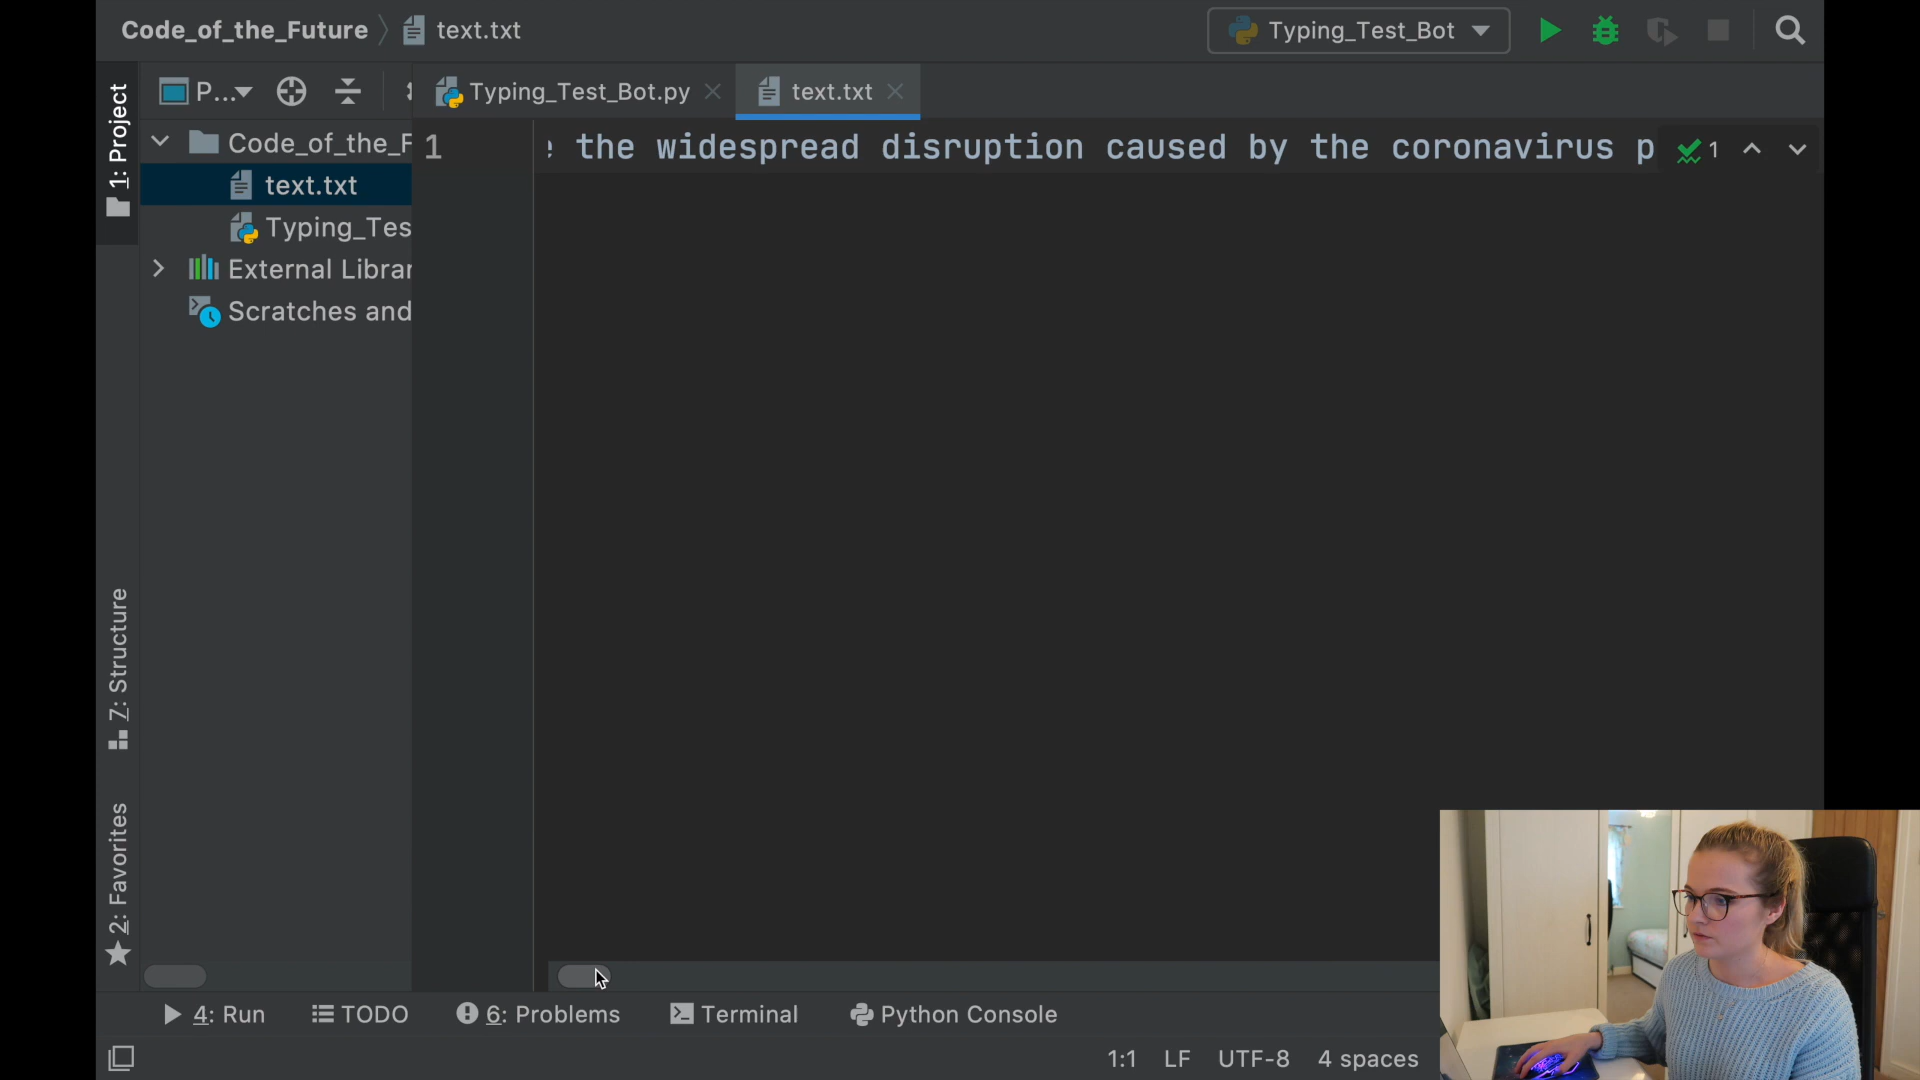 Code_of_the_Future
text.txt
Typing_Test_Bot
1: Project
P...
Typing_Test_Bot.py
text.txt
Code_of_the_F
text.txt
Typing_Tes
External Librar
Scratches and
1
the widespread disruption caused by the coronavirus p
1
7: Structure
2: Favorites
4: Run
TODO
6: Problems
Terminal
Python Console
1:1
LF
UTF-8
4 spaces